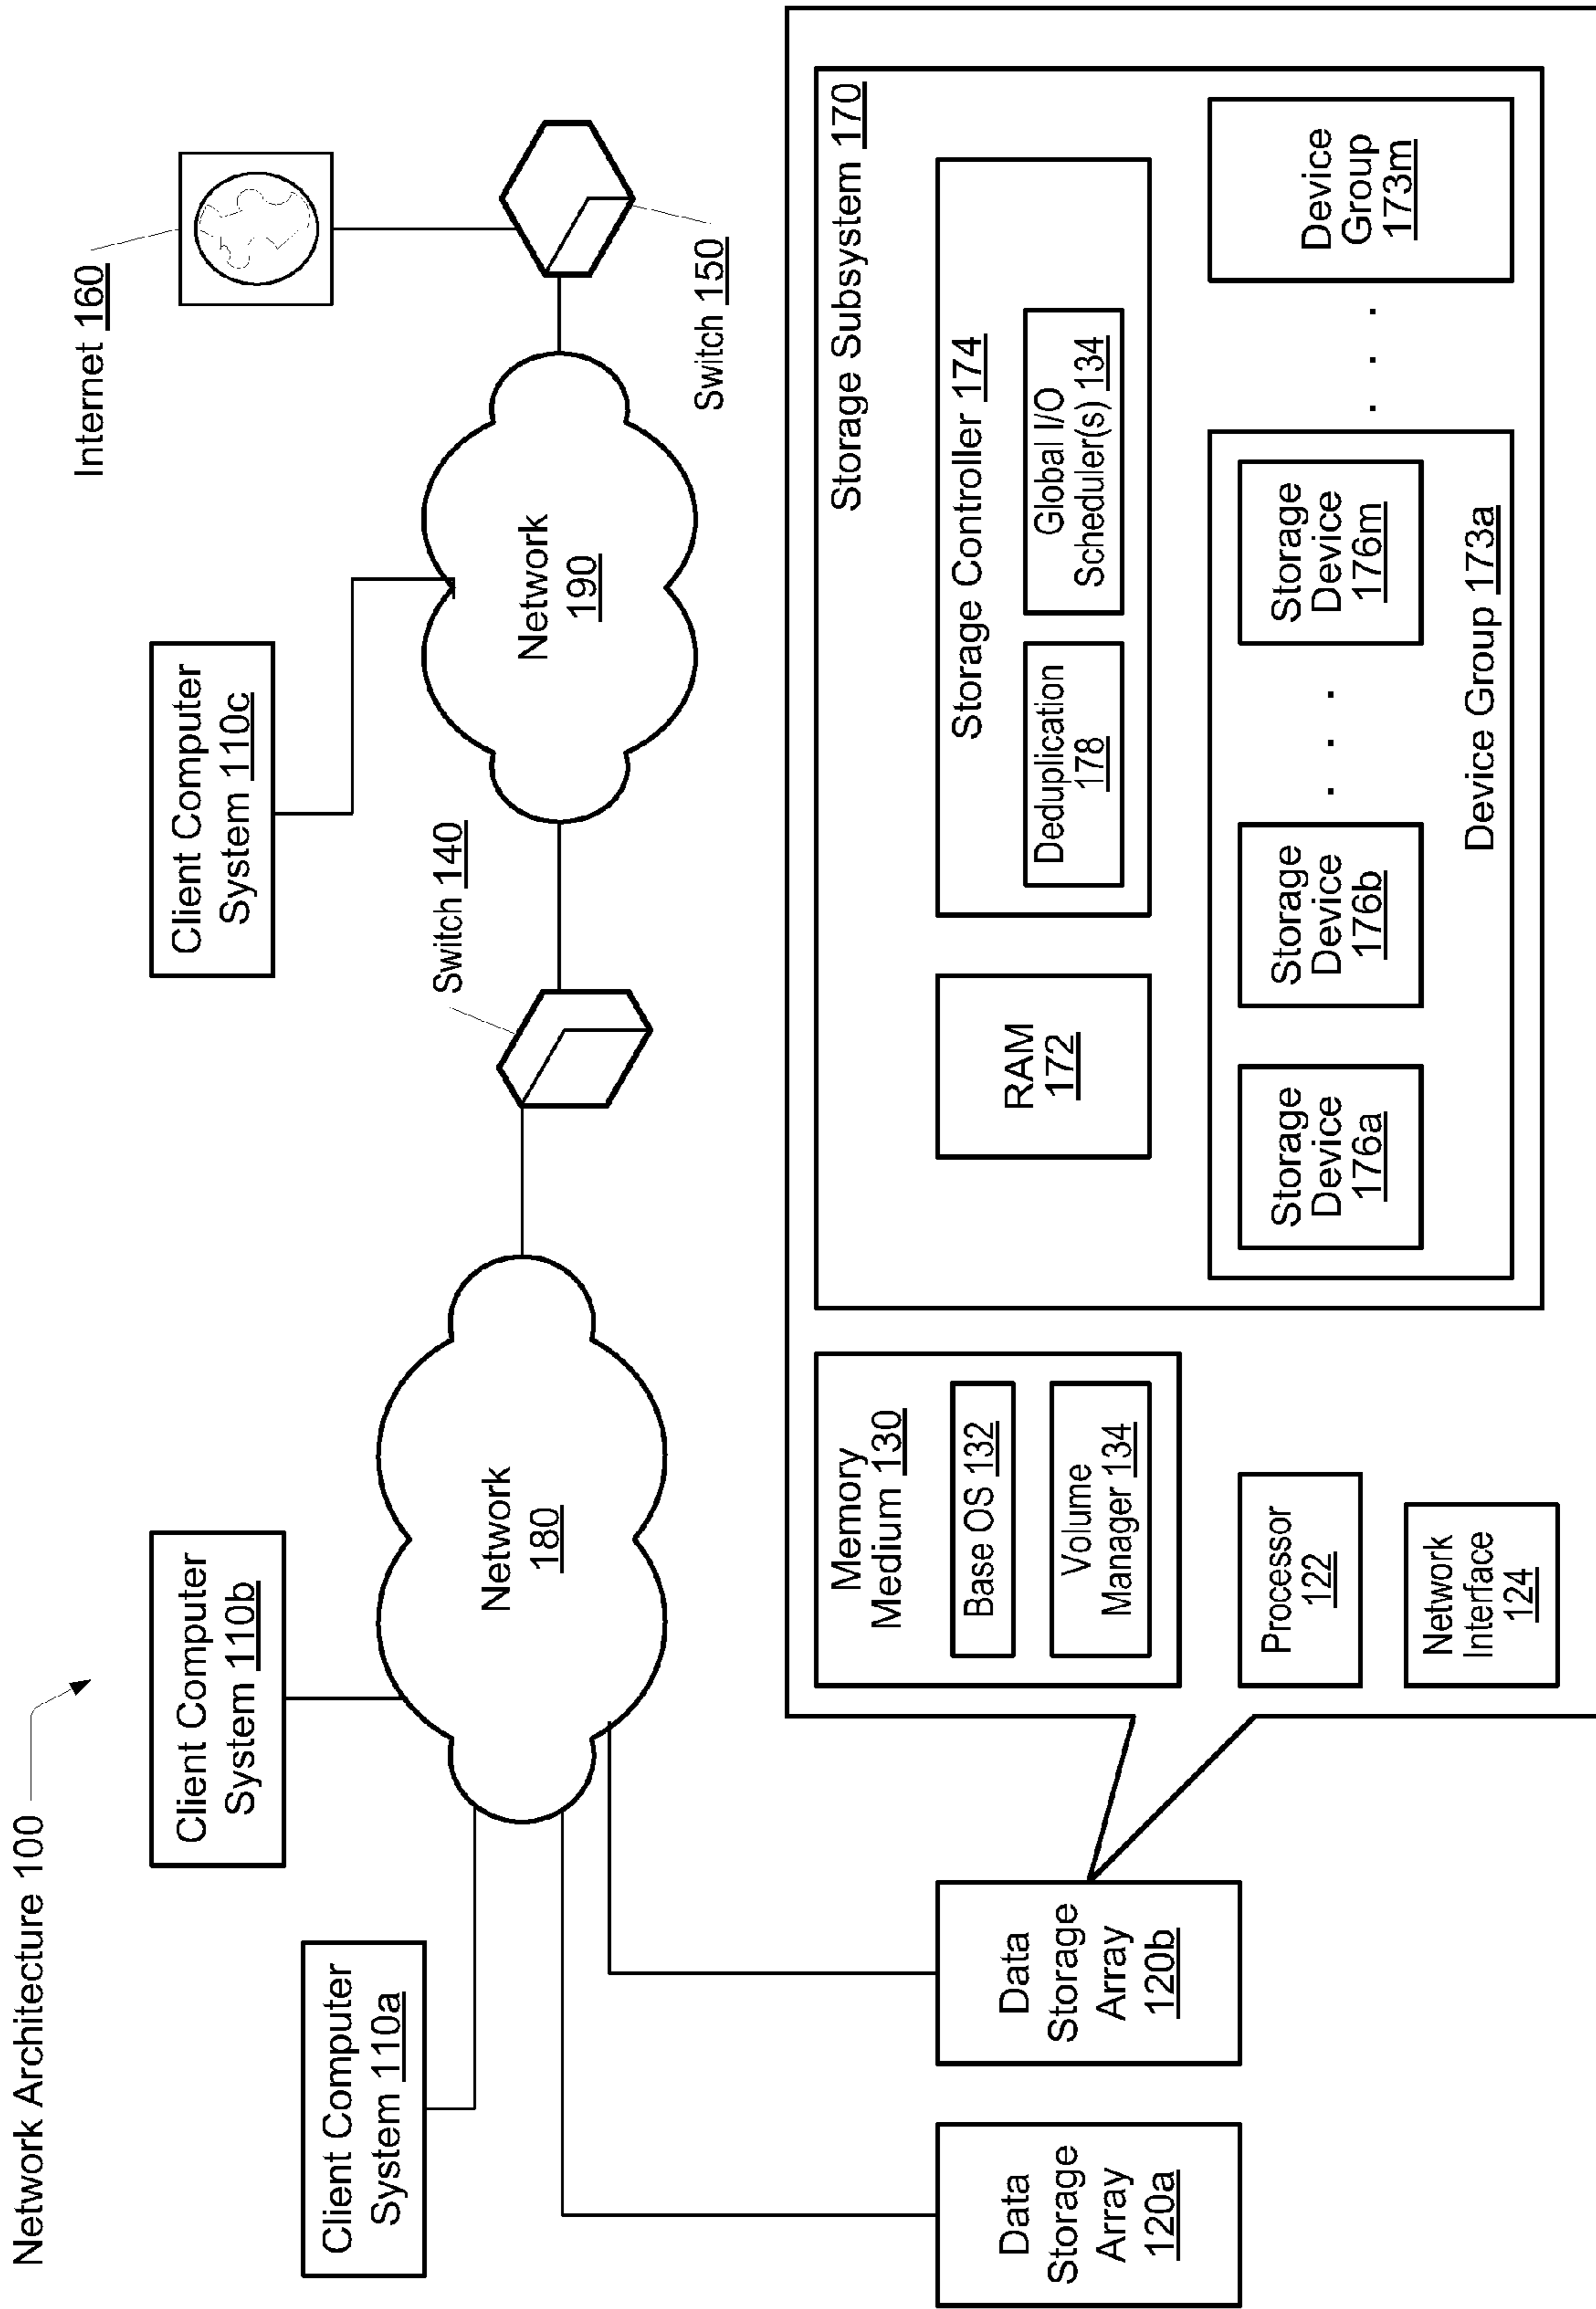 Network Architecture 100
Client Computer
System 110a
Client Computer
System 110b
Client Computer
System 110c
Internet 160
Switch 140
Switch 150
Network
180
Network
190
Data
Storage
Array
120a
Data
Storage
Array
120b
Memory
Medium 130
Base OS 132
Volume
Manager 134
Processor
122
Network
Interface
124
Storage Subsystem 170
RAM
172
Storage Controller 174
Deduplication
178
Global I/O
Scheduler(s) 134
Storage
Device
176a
Storage
Device
176b
. . .
Storage
Device
176m
Device Group 173a
. . .
Device
Group
173m